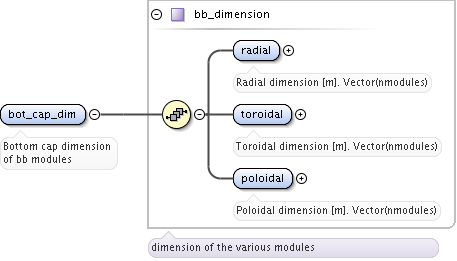 bb_dimension
radial
Radial dimension [m]. Vector(nmodules)
bot_cap_dim
Bottom cap dimension
of bb modules
toroidal
Toroidal dimension [m]. Vector(nmodules)
poloidal
Poloidal dimension [m]. Vector(nmodules)
dimension of the various modules